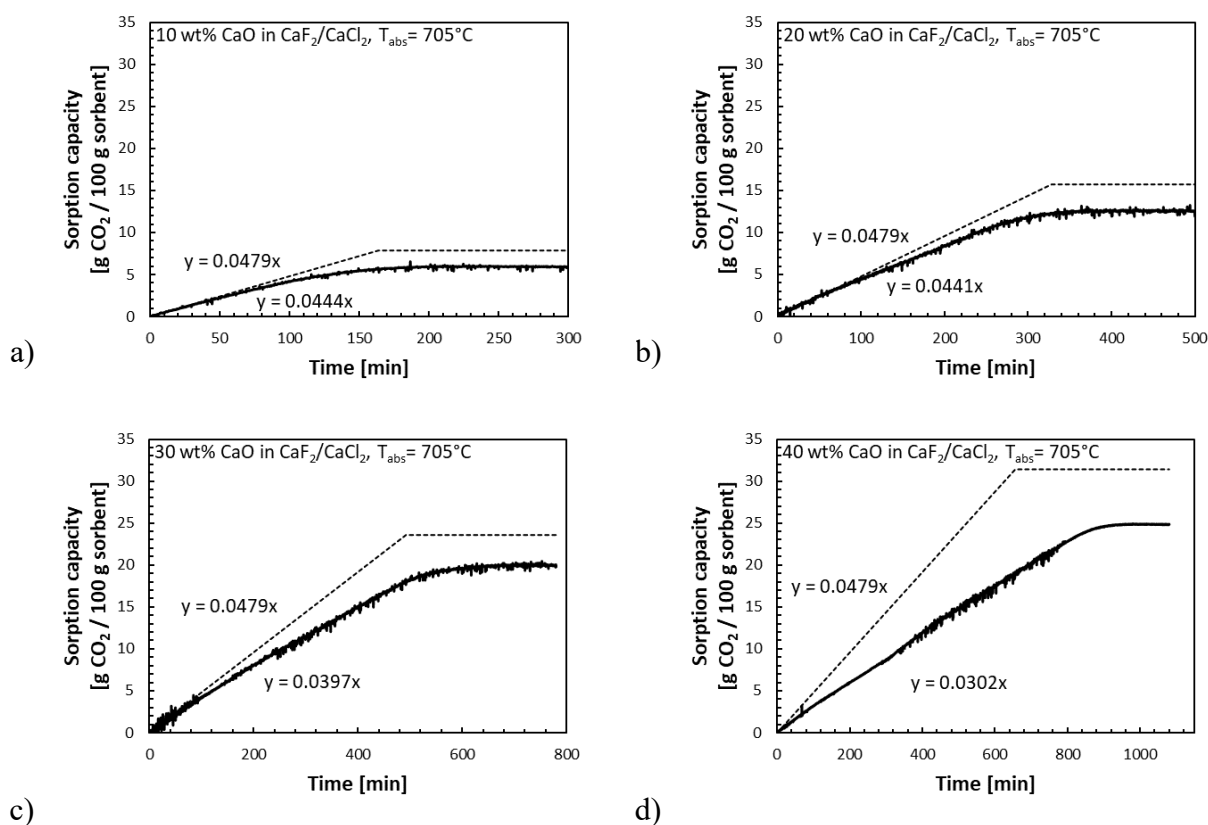 10 wt% CaO in CaF₂/CaCl₂, T_abs= 705°C
Sorption capacity
[g CO₂ / 100 g sorbent]
35
30
25
20
15
10
5
0
y = 0.0479x
y = 0.0444x
0 50 100 150 200 250 300
Time [min]
a)
20 wt% CaO in CaF₂/CaCl₂, T_abs= 705°C
Sorption capacity
[g CO₂ / 100 g sorbent]
35
30
25
20
15
10
5
0
y = 0.0479x
y = 0.0441x
0 100 200 300 400 500
Time [min]
b)
30 wt% CaO in CaF₂/CaCl₂, T_abs= 705°C
Sorption capacity
[g CO₂ / 100 g sorbent]
35
30
25
20
15
10
5
0
y = 0.0479x
y = 0.0397x
0 200 400 600 800
Time [min]
c)
40 wt% CaO in CaF₂/CaCl₂, T_abs= 705°C
Sorption capacity
[g CO₂ / 100 g sorbent]
35
30
25
20
15
10
5
0
y = 0.0479x
y = 0.0302x
0 200 400 600 800 1000
Time [min]
d)